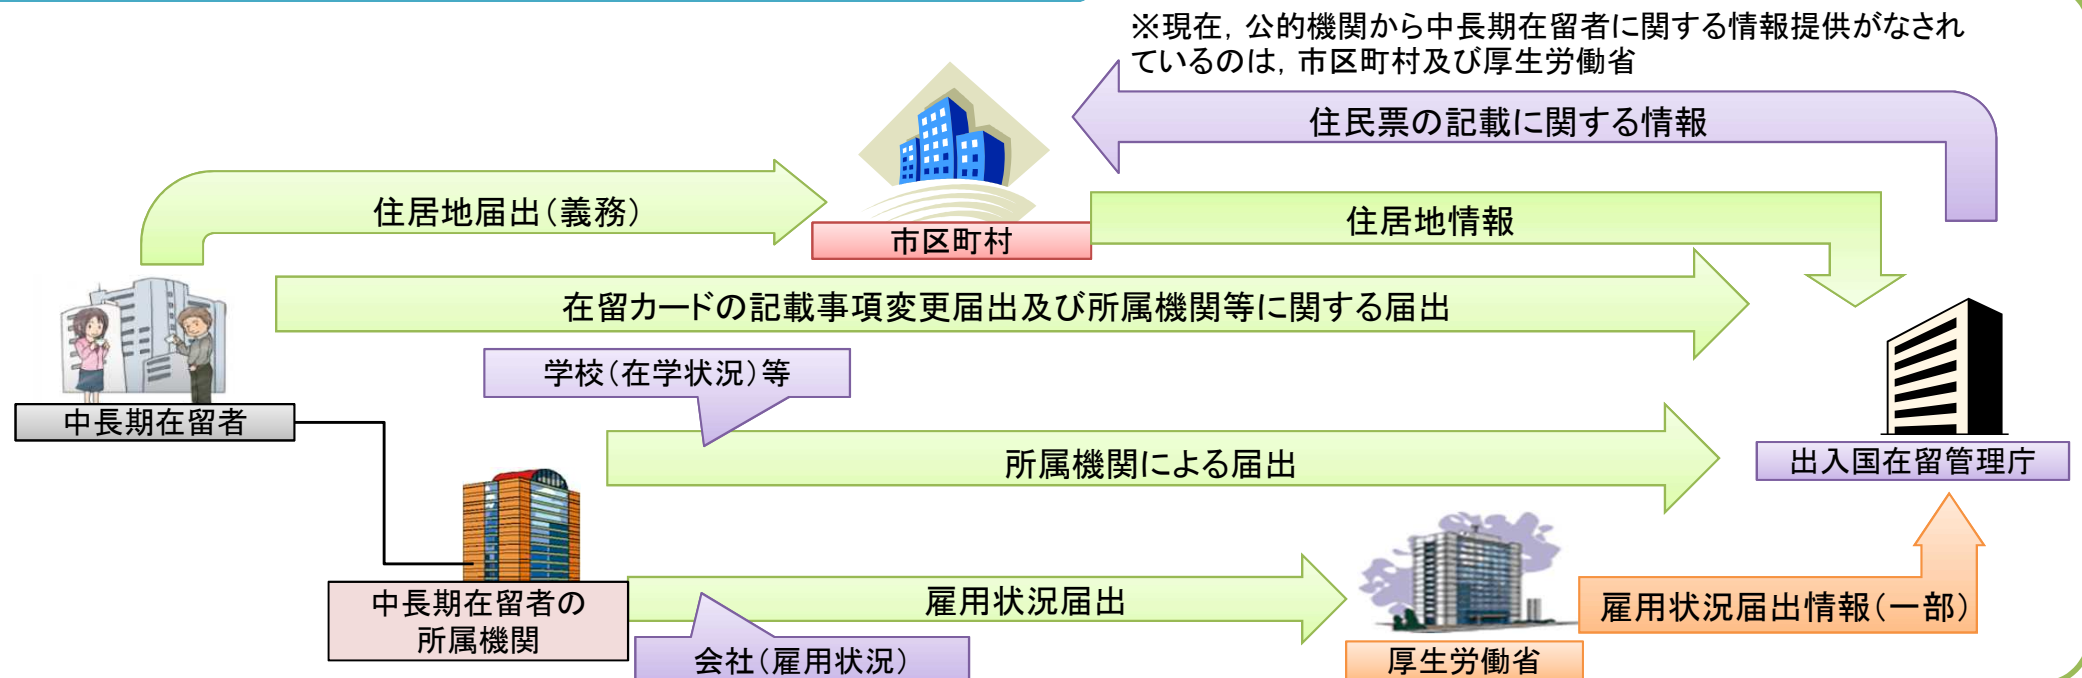 ※現在，公的機関から中長期在留者に関する情報提供がなされ
ているのは，市区町村及び厚生労働省
住民票の記載に関する情報
住居地届出（義務）
市区町村
住居地情報
在留カードの記載事項変更届出及び所属機関等に関する届出
学校（在学状況）等
中長期在留者
所属機関による届出
出入国在留管理庁
中長期在留者の
所属機関
雇用状況届出
会社（雇用状況）
厚生労働省
雇用状況届出情報（一部）